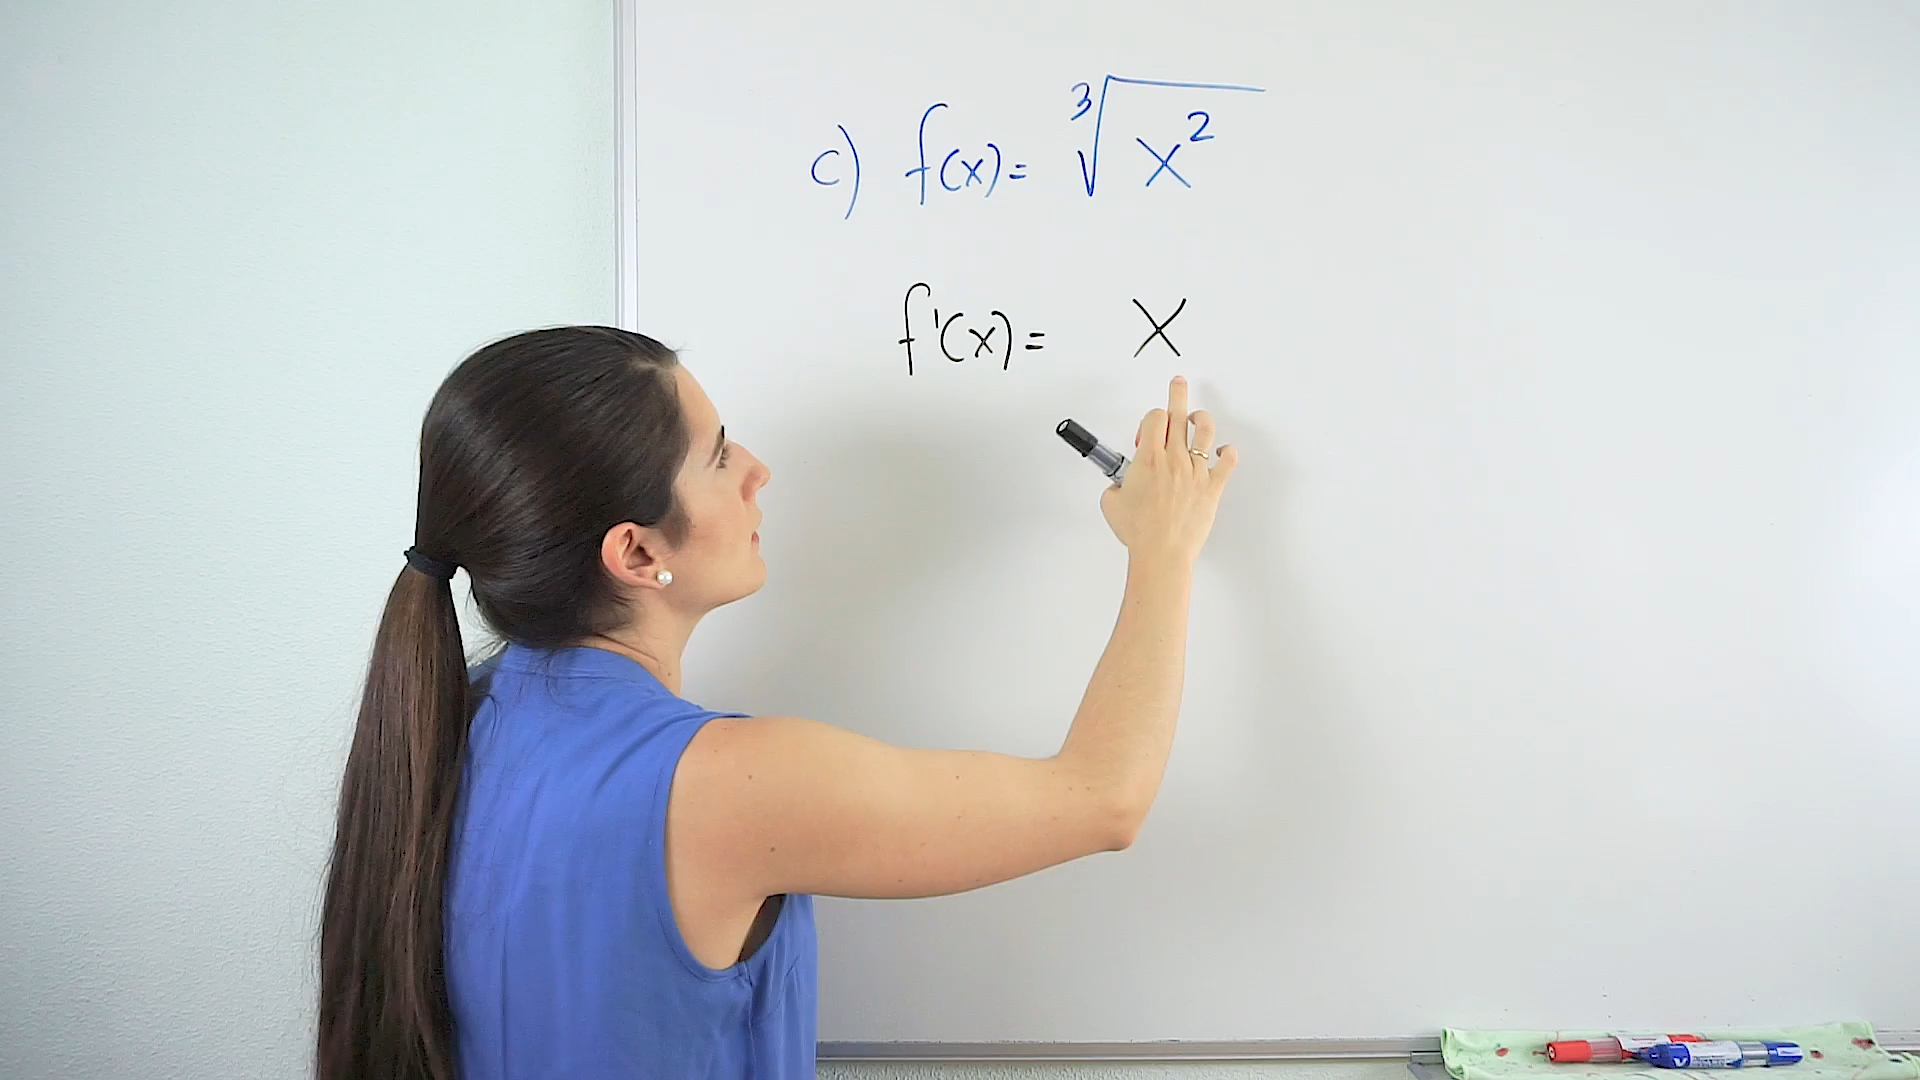 c) f(x)= ∛x²
f'(x)= x